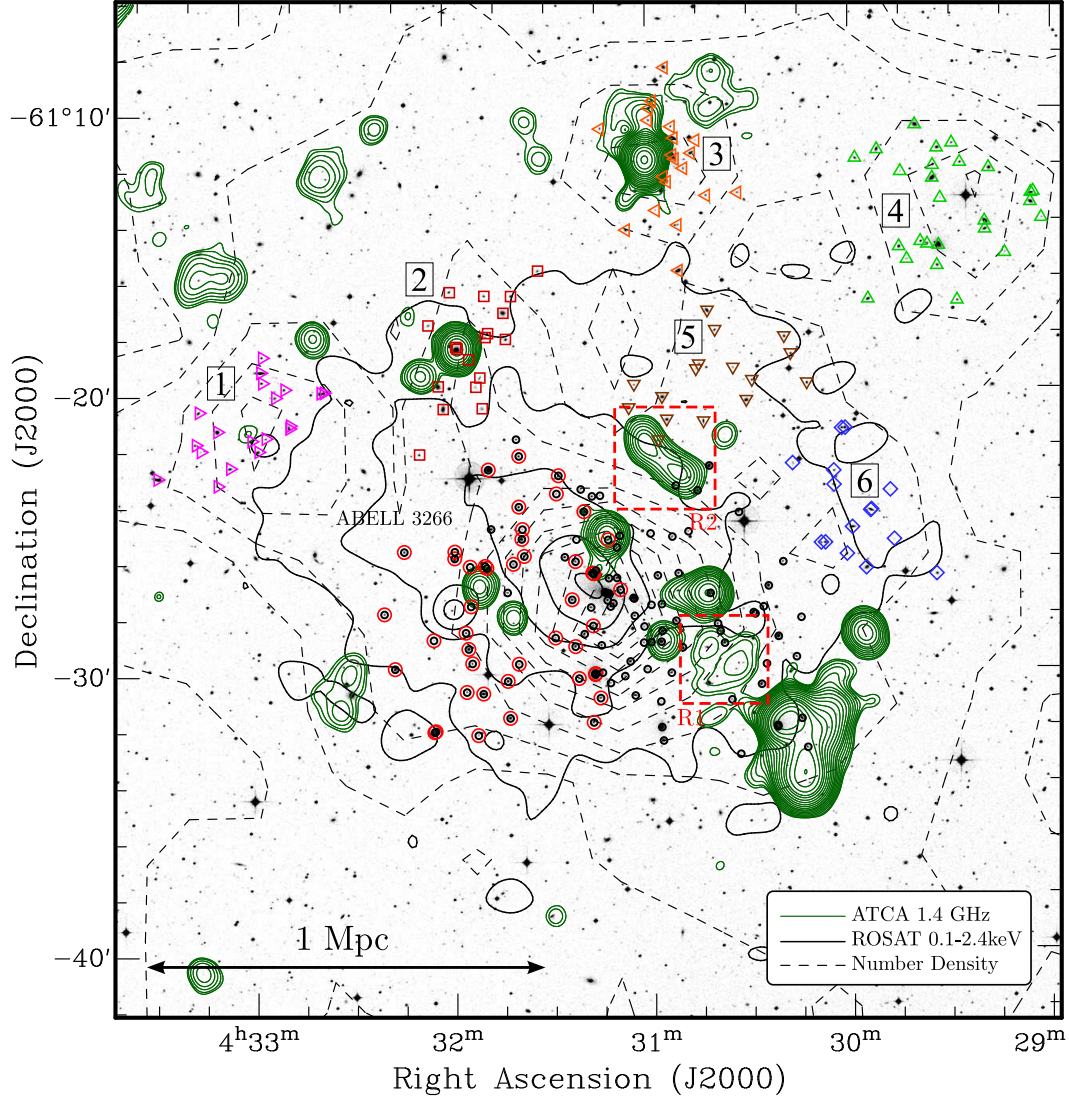 −61°10′
3
4
2
5
1
−20′
6
R2
ABELL 3266
−30′
R1
ATCA 1.4 GHz
ROSAT 0.1-2.4keV
Number Density
1 Mpc
−40′
4ʰ33ᵐ 32ᵐ 31ᵐ 30ᵐ 29ᵐ
Right Ascension (J2000)
Declination (J2000)